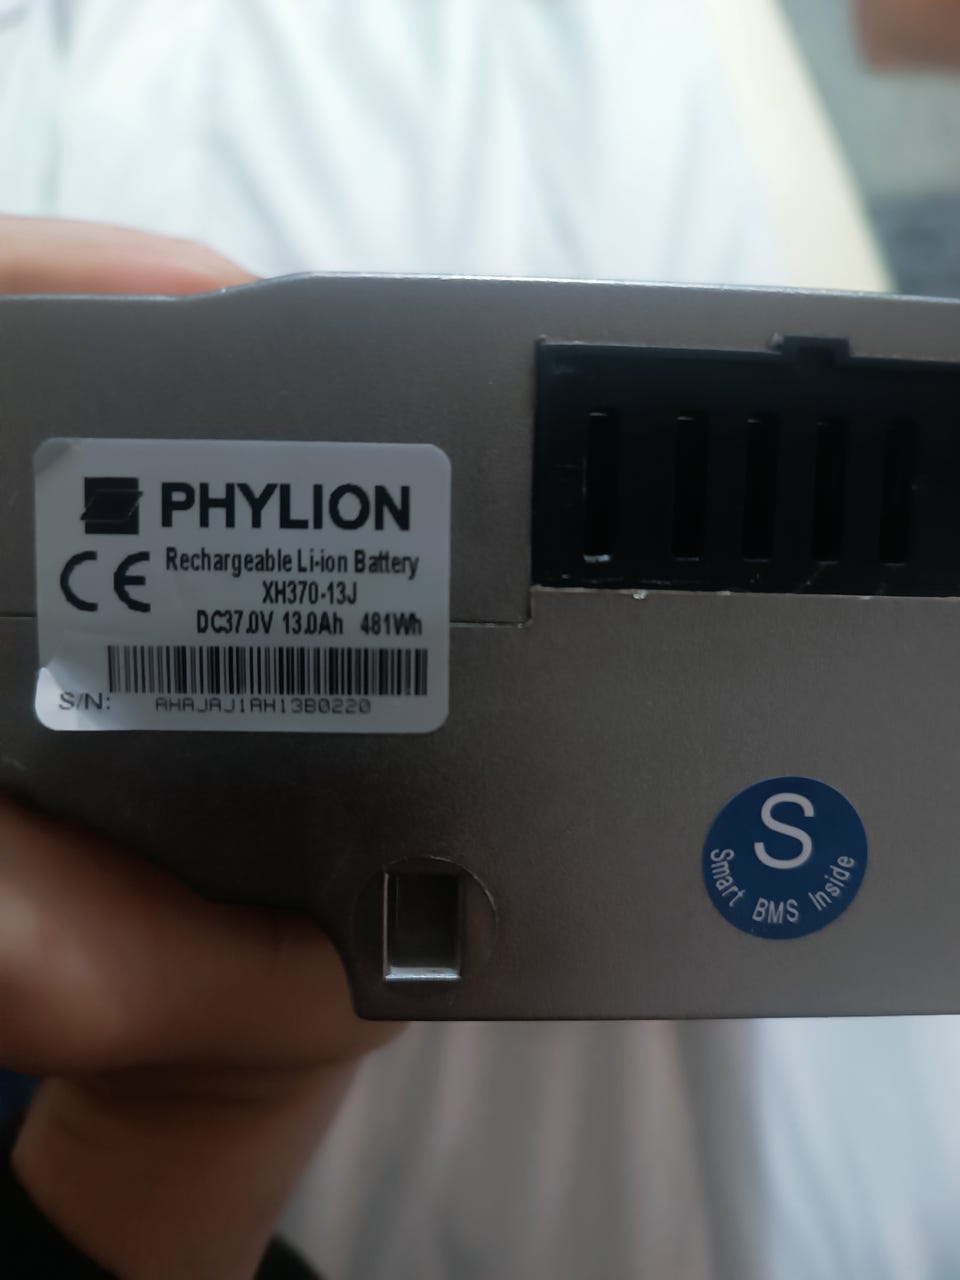 PHYLION
CE
Rechargeable Li-ion Battery
XH370-13J
DC37.0V 13.0Ah 481Wh
S/N: AHAJAJ1AH13B0220
S
Smart BMS Inside